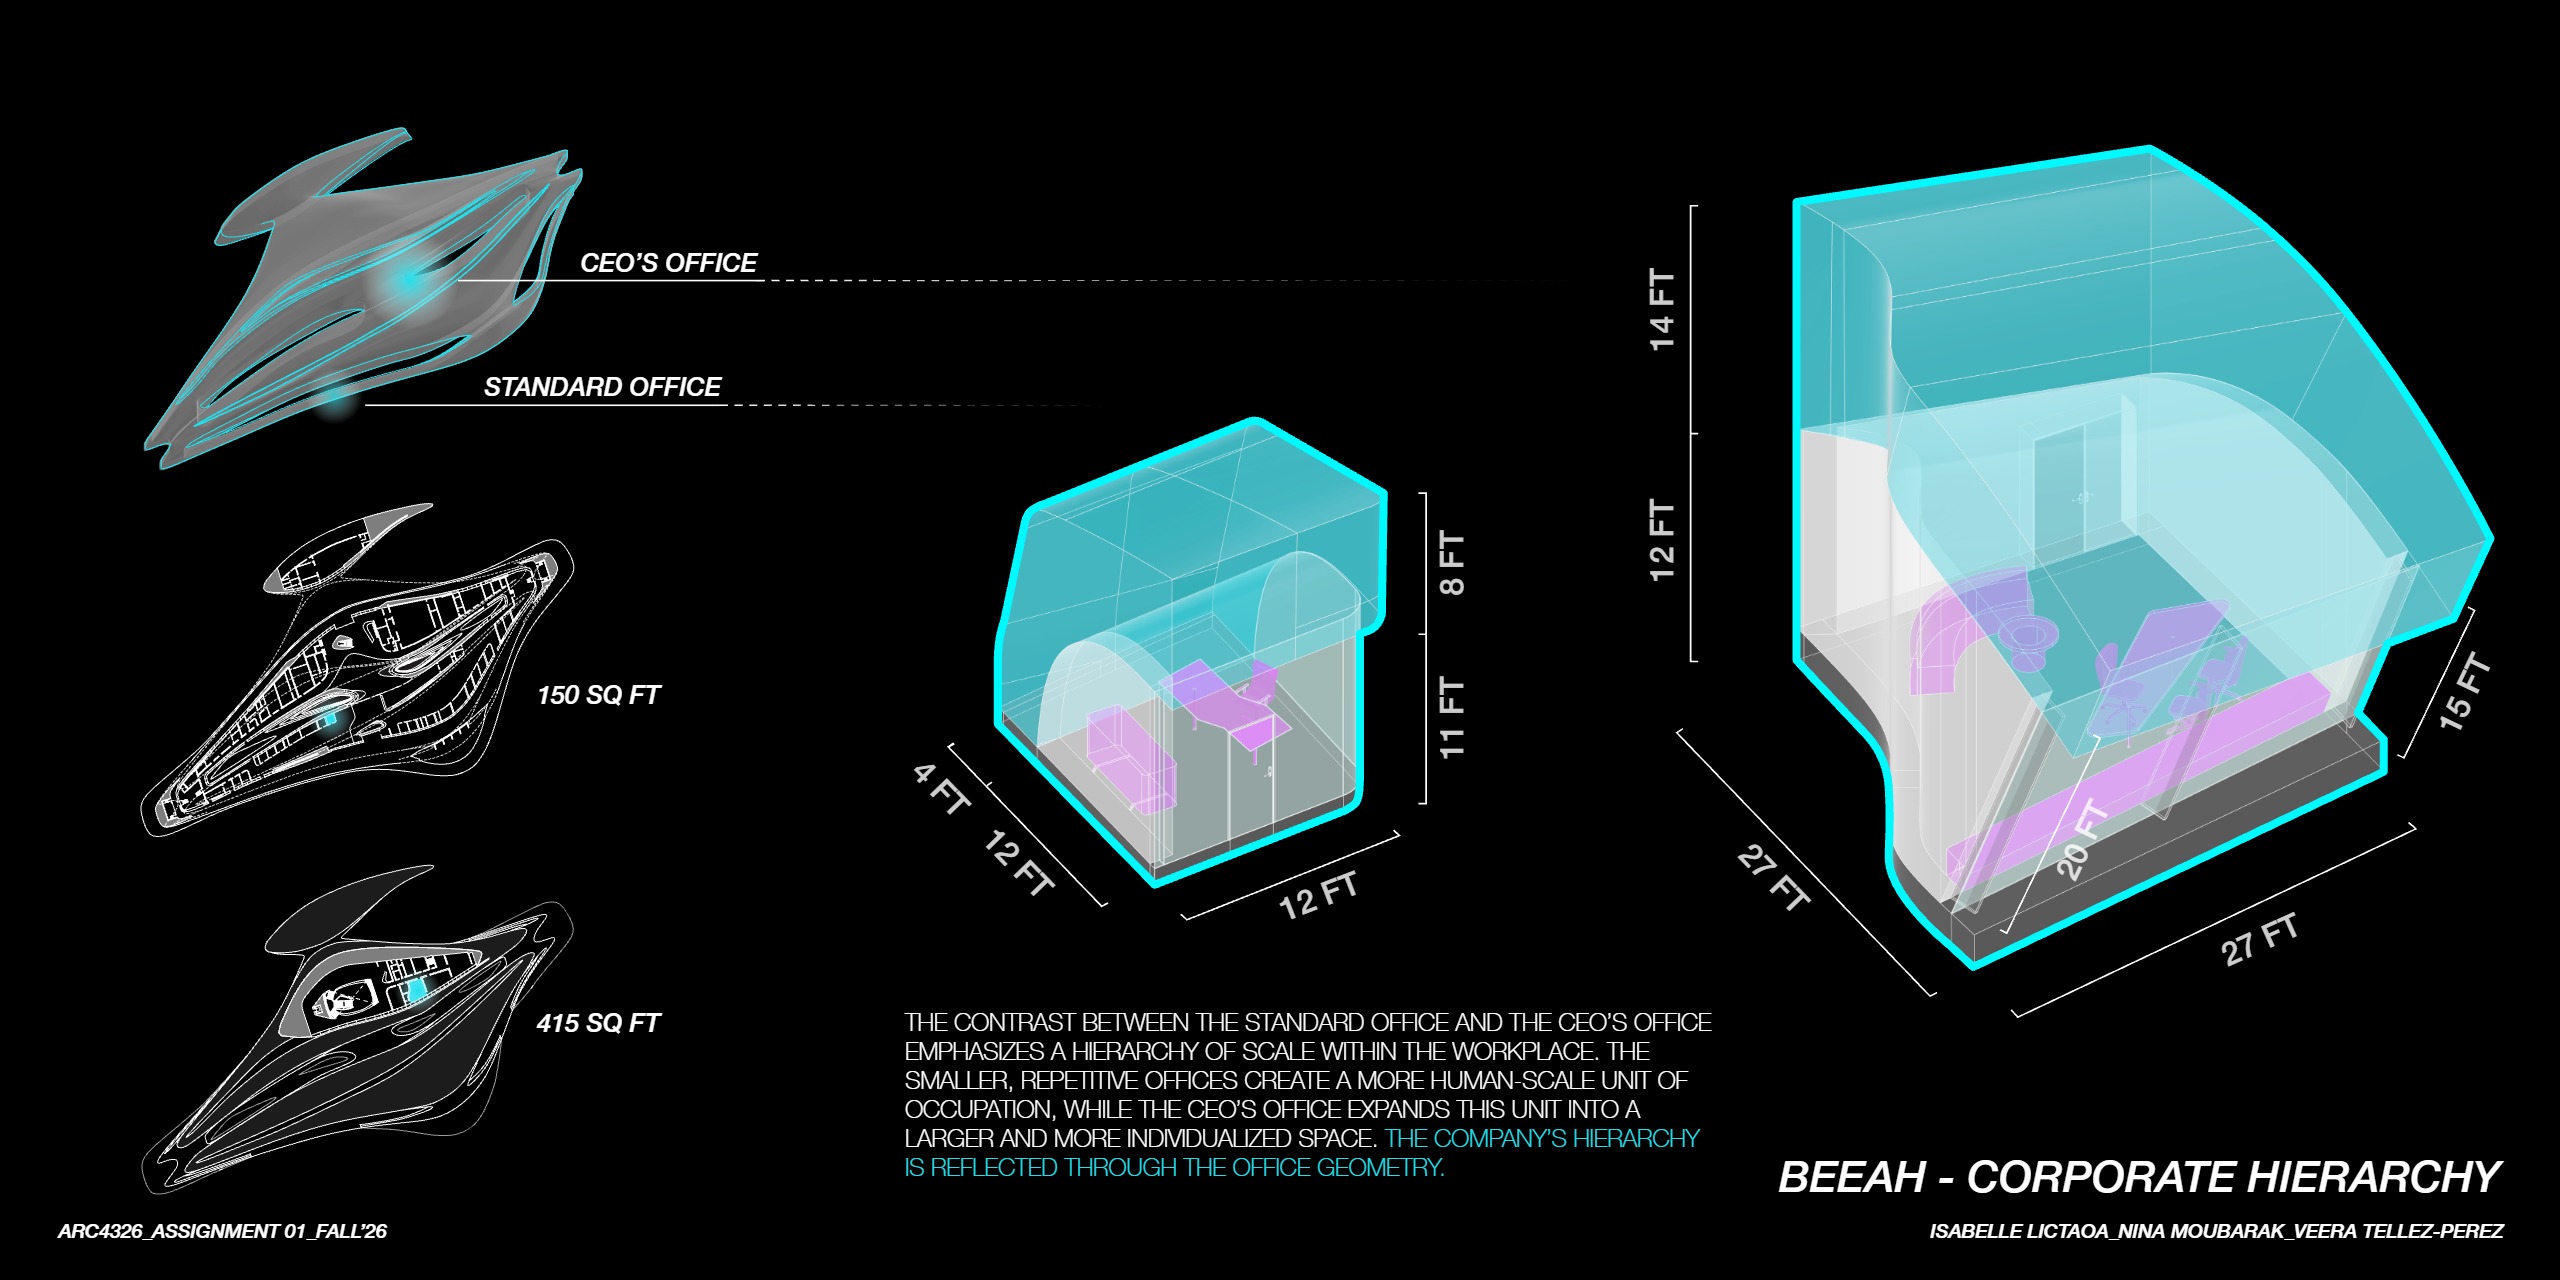 CEO'S OFFICE
STANDARD OFFICE
150 SQ FT
415 SQ FT
8 FT
11 FT
4 FT
12 FT
12 FT
14 FT
12 FT
15 FT
20 FT
27 FT
27 FT
THE CONTRAST BETWEEN THE STANDARD OFFICE AND THE CEO'S OFFICE
EMPHASIZES A HIERARCHY OF SCALE WITHIN THE WORKPLACE. THE
SMALLER, REPETITIVE OFFICES CREATE A MORE HUMAN-SCALE UNIT OF
OCCUPATION, WHILE THE CEO'S OFFICE EXPANDS THIS UNIT INTO A
LARGER AND MORE INDIVIDUALIZED SPACE. THE COMPANY'S HIERARCHY
IS REFLECTED THROUGH THE OFFICE GEOMETRY.
BEEAH - CORPORATE HIERARCHY
ARC4326_ASSIGNMENT 01_FALL'26
ISABELLE LICTAOA_NINA MOUBARAK_VEERA TELLEZ-PEREZ